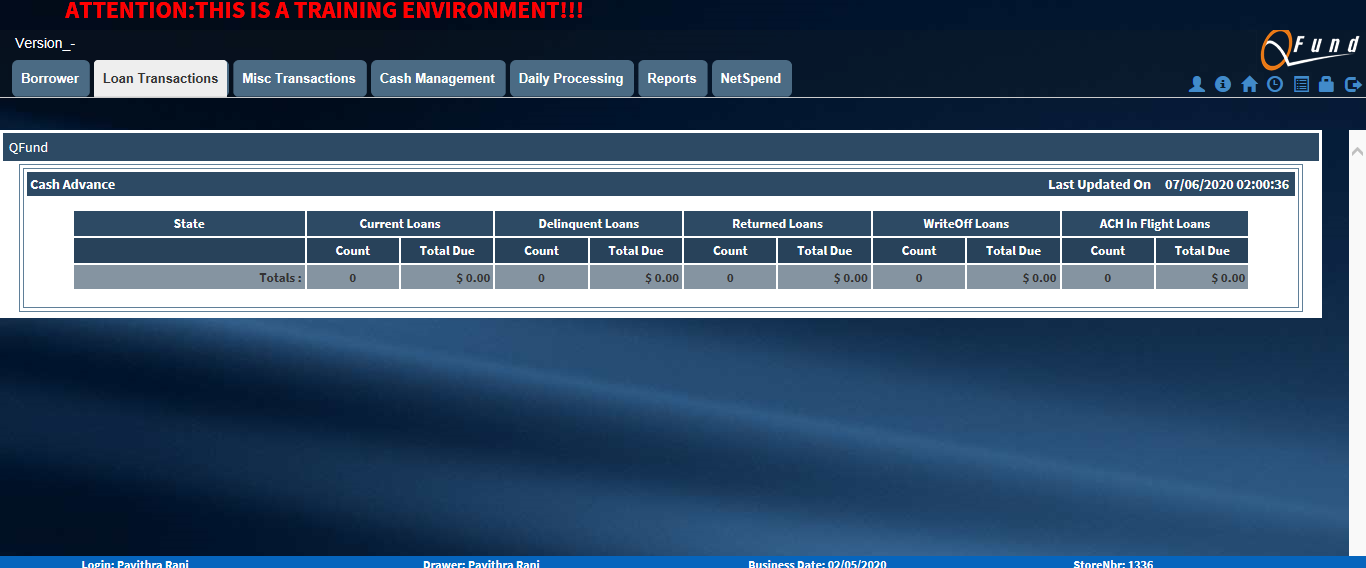 ATTENTION:THIS IS A TRAINING ENVIRONMENT!!!
Version_-
QFund
Borrower Loan Transactions Misc Transactions Cash Management Daily Processing Reports NetSpend
QFund
Cash Advance Last Updated On 07/06/2020 02:00:36
State Current Loans Delinquent Loans Returned Loans WriteOff Loans ACH In Flight Loans
Count Total Due Count Total Due Count Total Due Count Total Due Count Total Due
Totals : 0 $ 0.00 0 $ 0.00 0 $ 0.00 0 $ 0.00 0 $ 0.00
Login: Pavithra Rani Drawer: Pavithra Rani Business Date: 02/05/2020 StoreNbr: 1336